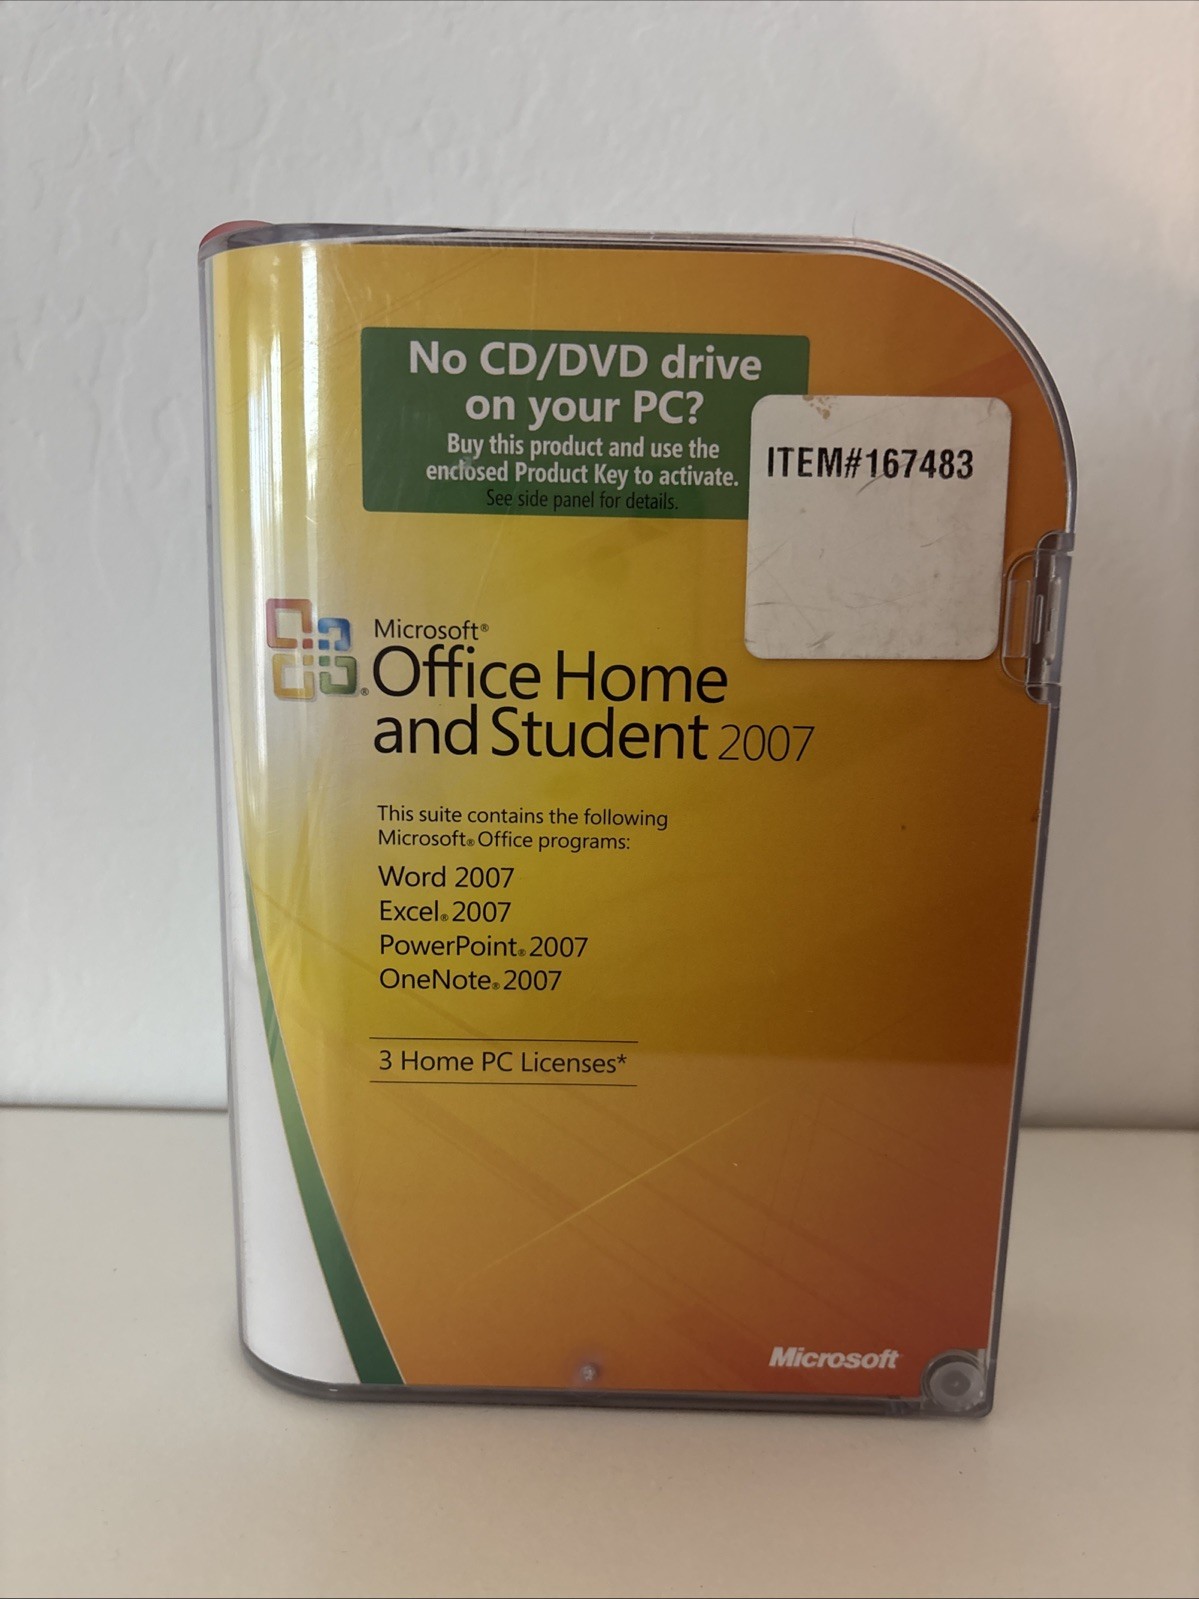 No CD/DVD drive
on your PC?
Buy this product and use the
enclosed Product Key to activate.
See side panel for details.
ITEM#167483
Microsoft®
®
Office Home
and Student 2007
This suite contains the following
Microsoft® Office programs:
Word 2007
Excel® 2007
PowerPoint® 2007
OneNote® 2007
3 Home PC Licenses*
Microsoft